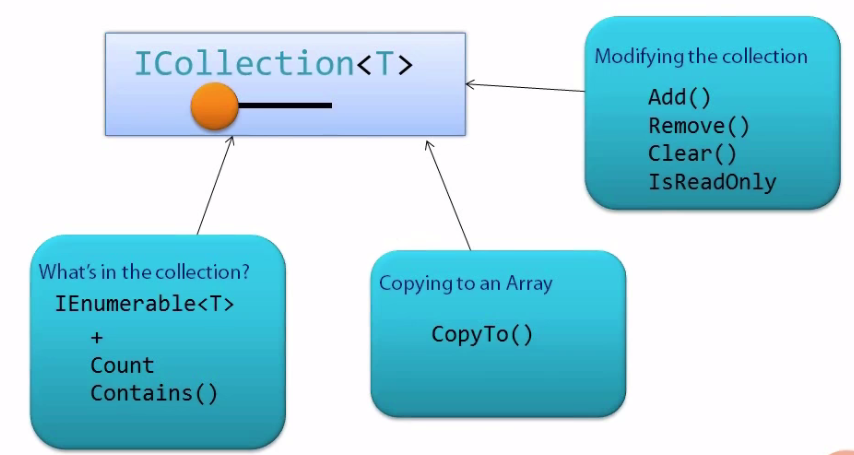 ICollection<T>
Modifying the collection
Add()
Remove()
Clear()
IsReadOnly
What's in the collection?
IEnumerable<T>
+
Count
Contains()
Copying to an Array
CopyTo()